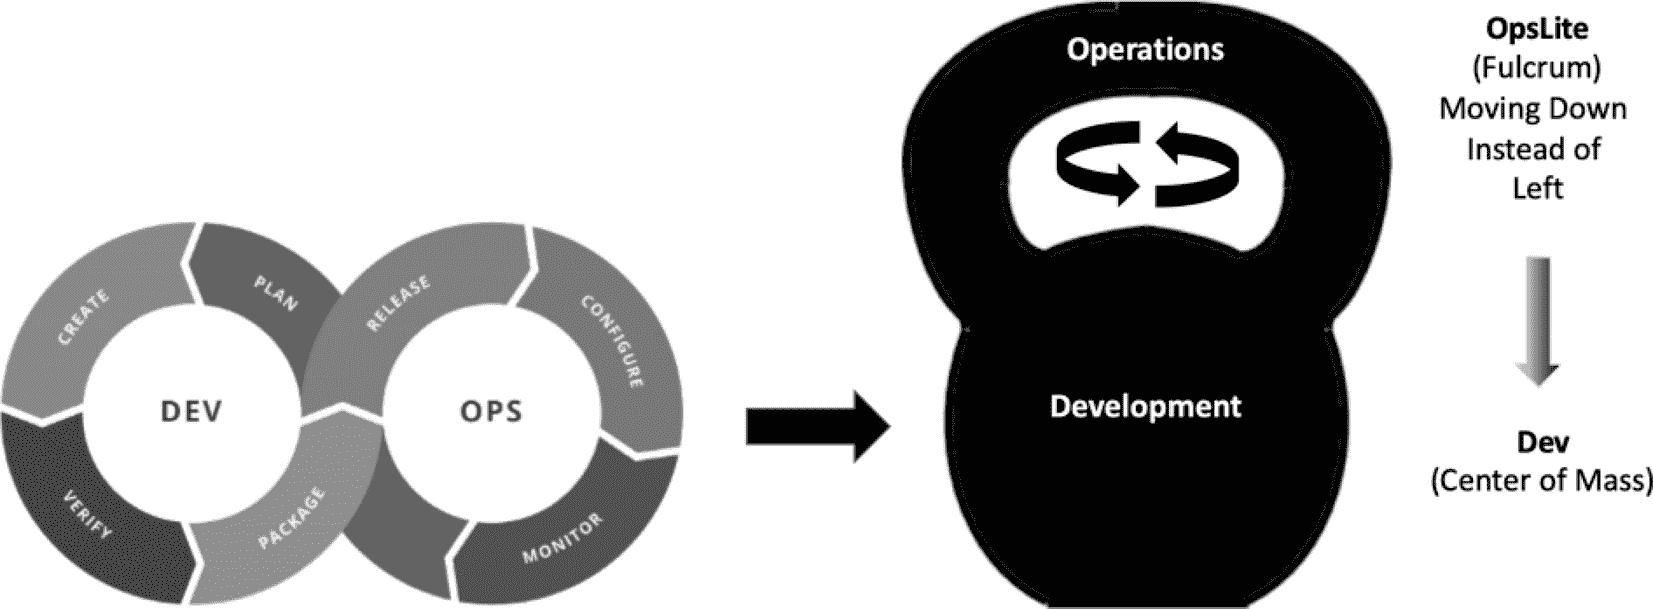 CREATE
PLAN
RELEASE
CONFIGURE
DEV
OPS
VERIFY
PACKAGE
MONITOR
Operations
Development
OpsLite
(Fulcrum)
Moving Down
Instead of
Left
Dev
(Center of Mass)